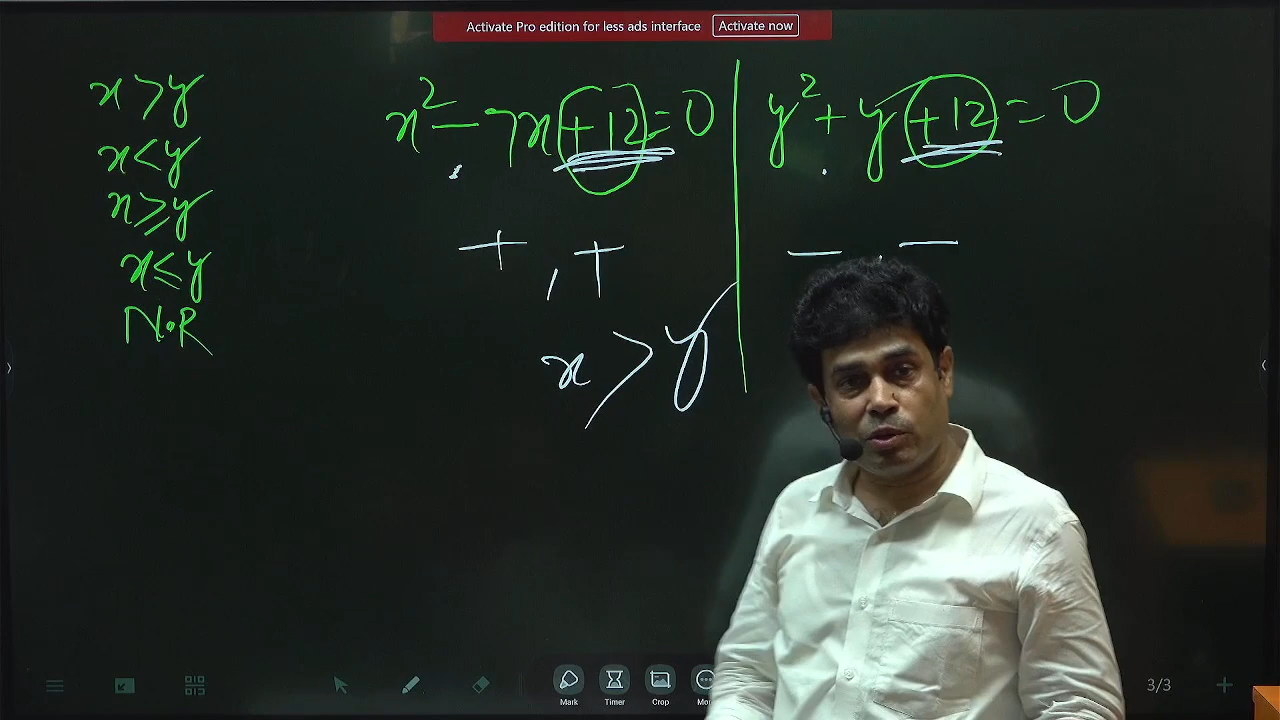 Activate Pro edition for less ads interface Activate now
x>y
x<y
x≥y
x≤y
N.R
x²-7x+12=0
+, +
x>y
y²+y+12=0
-, -
Mark Timer Crop
3/3